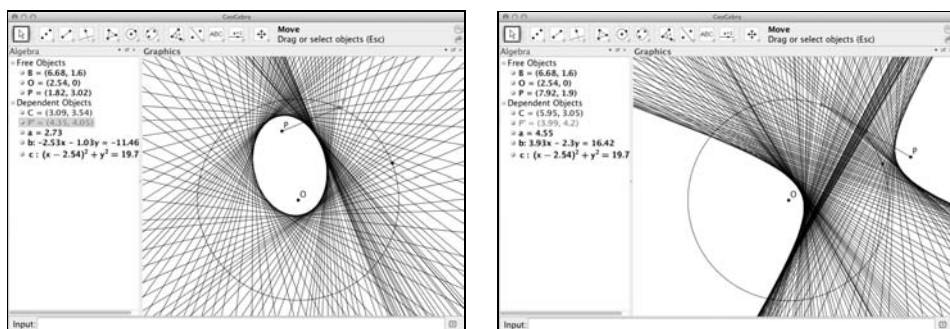 GeoGebra
ABC
Move
Drag or select objects (Esc)
Algebra
Graphics
Free Objects
B = (6.68, 1.6)
O = (2.54, 0)
P = (1.82, 3.02)
Dependent Objects
C = (3.09, 3.54)
a = 2.73
b: -2.53x - 1.03y = -11.46
c : (x - 2.54)² + y² = 19.7
P
O
Input:
GeoGebra
ABC
Move
Drag or select objects (Esc)
Algebra
Graphics
Free Objects
B = (6.68, 1.6)
O = (2.54, 0)
P = (7.92, 1.9)
Dependent Objects
C = (5.95, 3.05)
P' = (3.99, 4.2)
a = 4.55
b: 3.93x - 2.3y = 16.42
c : (x - 2.54)² + y² = 19.7
O
P
Input: